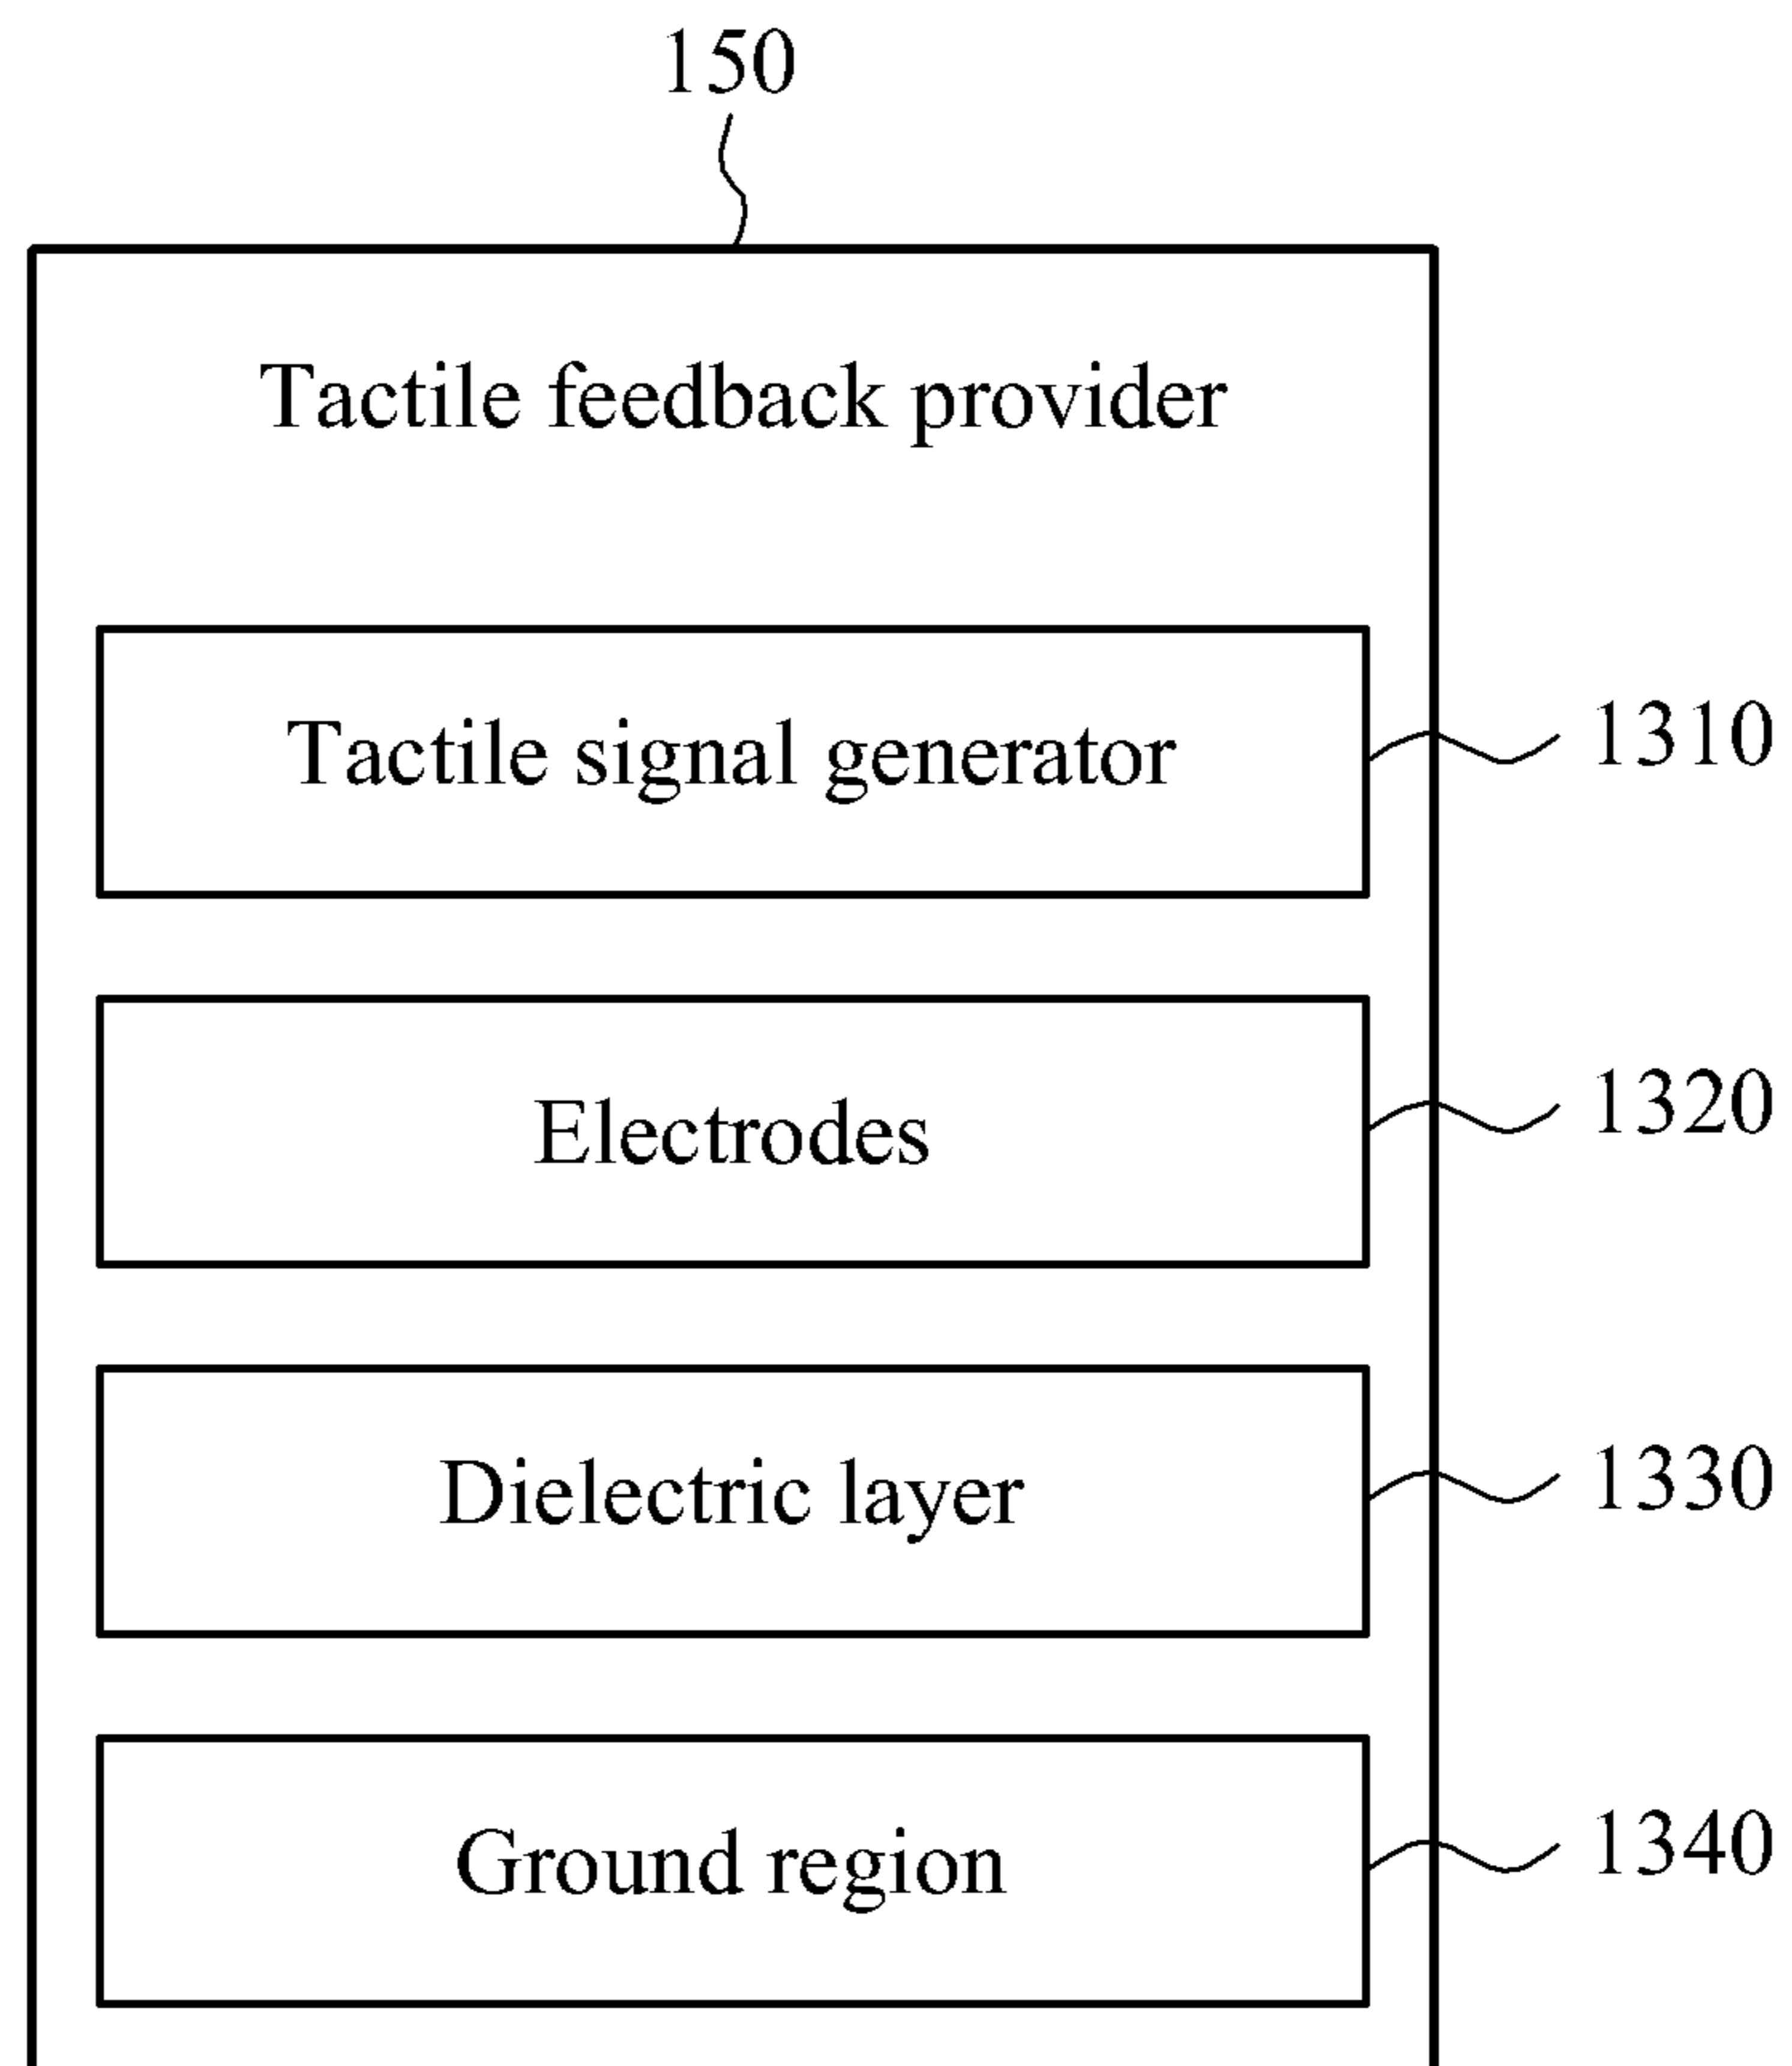 150
Tactile feedback provider
Tactile signal generator
1310
Electrodes
1320
Dielectric layer
1330
Ground region
1340